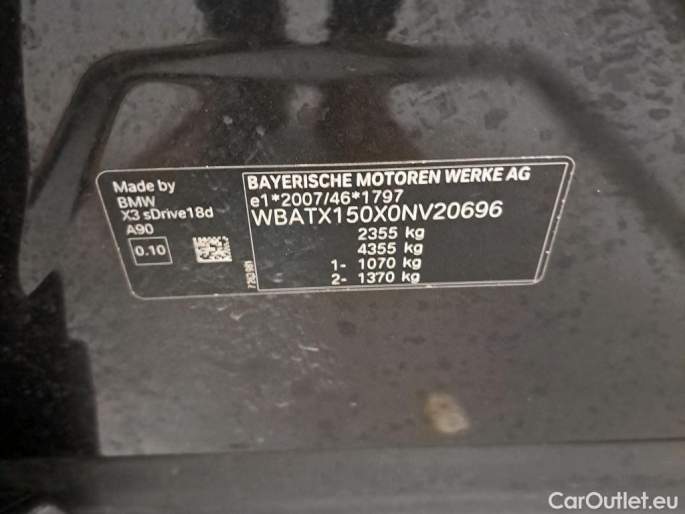 Made by
BMW
X3 sDrive18d
A90
0.10
BAYERISCHE MOTOREN WERKE AG
e1*2007/46*1797
WBATX150X0NV20696
2355 kg
4355 kg
1- 1070 kg
2- 1370 kg
CarOutlet.eu